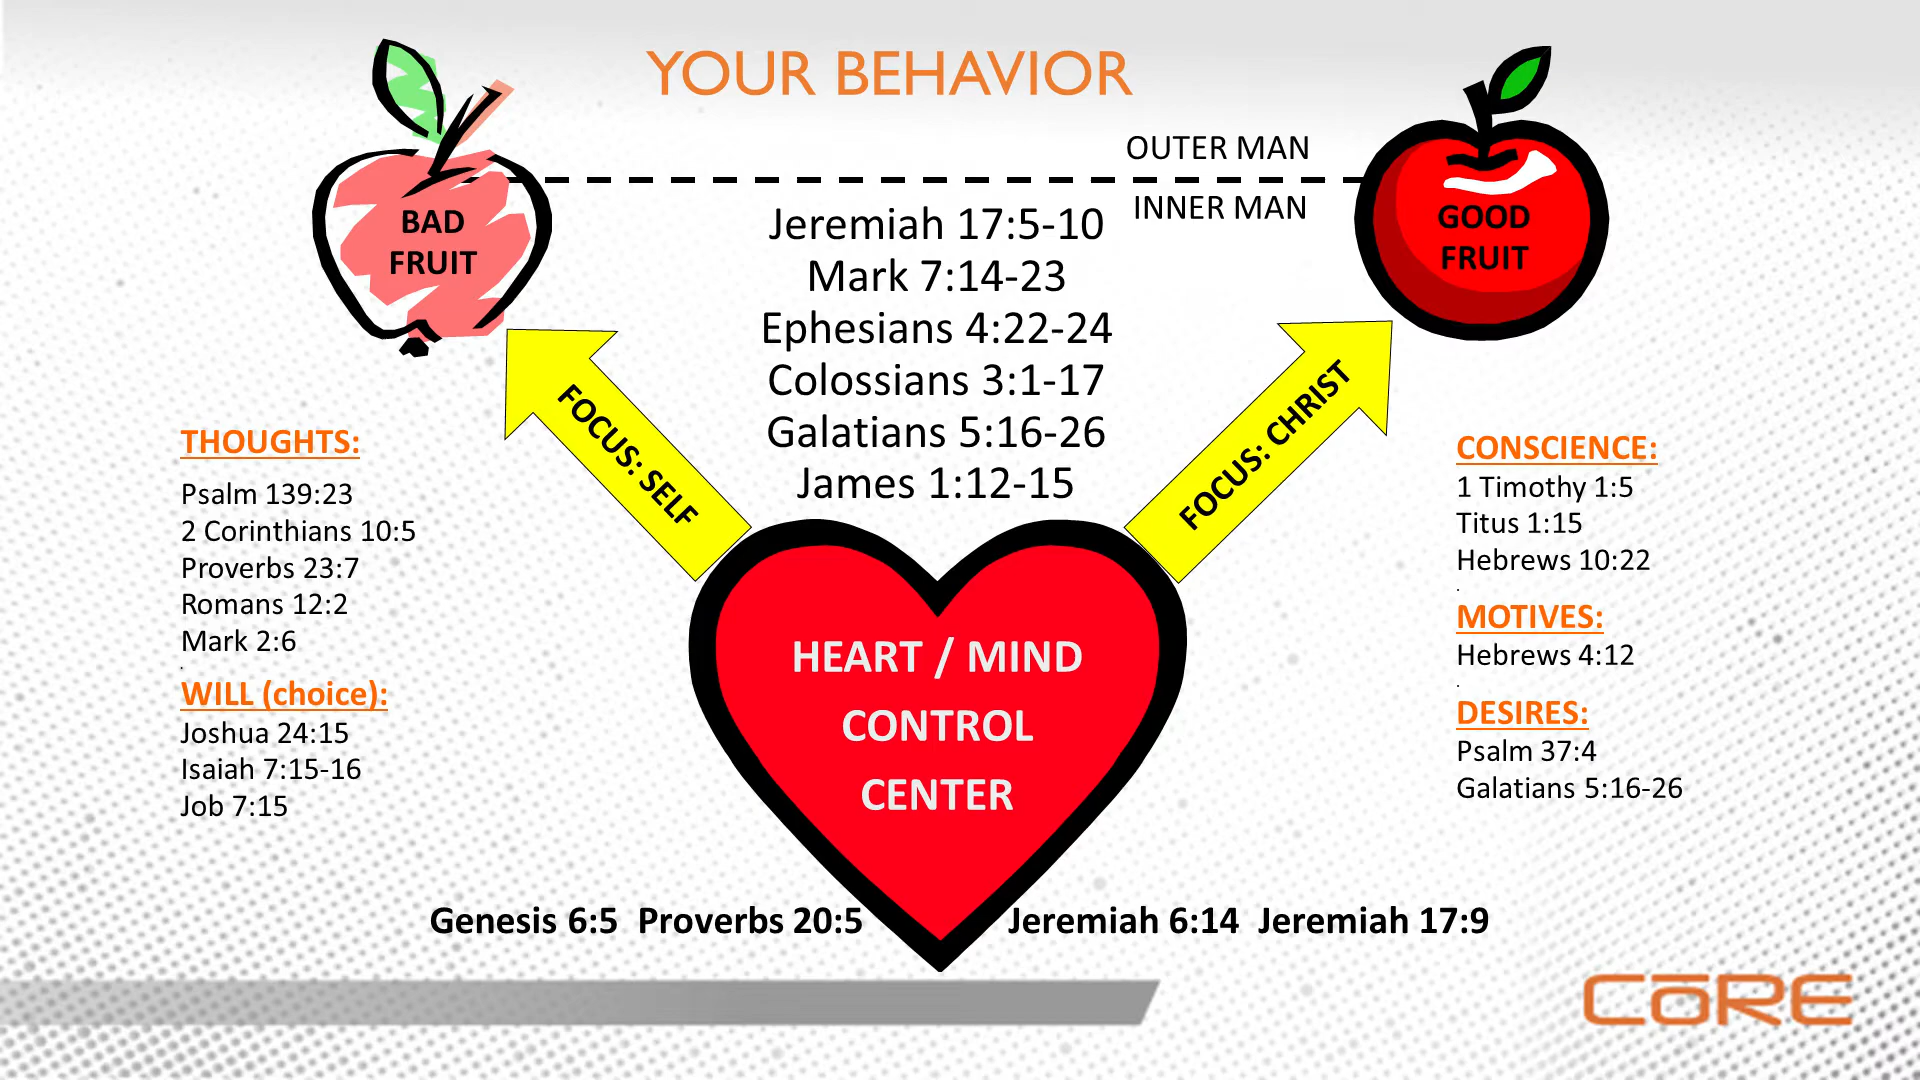 YOUR BEHAVIOR
OUTER MAN
INNER MAN
BAD
FRUIT
GOOD
FRUIT
Jeremiah 17:5-10
Mark 7:14-23
Ephesians 4:22-24
Colossians 3:1-17
Galatians 5:16-26
James 1:12-15
FOCUS: SELF
FOCUS: CHRIST
THOUGHTS:
Psalm 139:23
2 Corinthians 10:5
Proverbs 23:7
Romans 12:2
Mark 2:6
.
WILL (choice):
Joshua 24:15
Isaiah 7:15-16
Job 7:15
CONSCIENCE:
1 Timothy 1:5
Titus 1:15
Hebrews 10:22
.
MOTIVES:
Hebrews 4:12
.
DESIRES:
Psalm 37:4
Galatians 5:16-26
HEART / MIND
CONTROL
CENTER
Genesis 6:5  Proverbs 20:5
Jeremiah 6:14  Jeremiah 17:9
CōRE